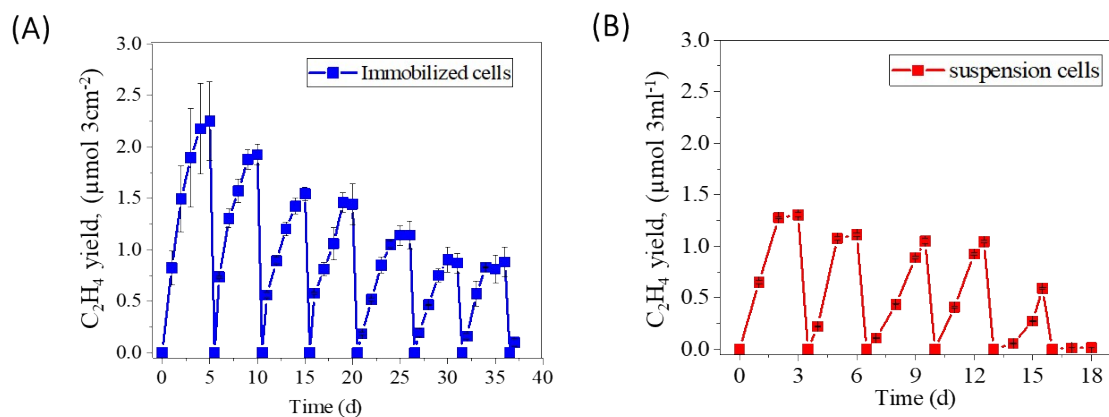 (A)
3.0
2.5
2.0
1.5
1.0
0.5
0.0
C₂H₄ yield, (μmol 3cm⁻²)
Immobilized cells
0 5 10 15 20 25 30 35 40
Time (d)
(B)
3.0
2.5
2.0
1.5
1.0
0.5
0.0
C₂H₄ yield, (μmol 3ml⁻¹)
suspension cells
0 3 6 9 12 15 18
Time (d)